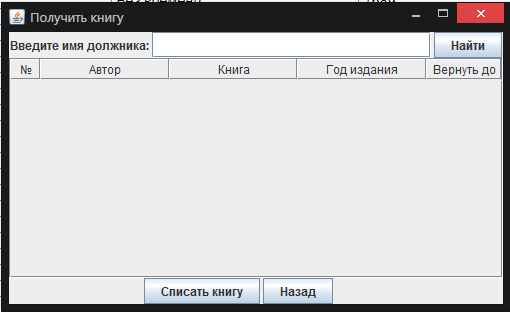 Получить книгу
Введите имя должника: Найти
№ Автор Книга Год издания Вернуть до
Списать книгу Назад